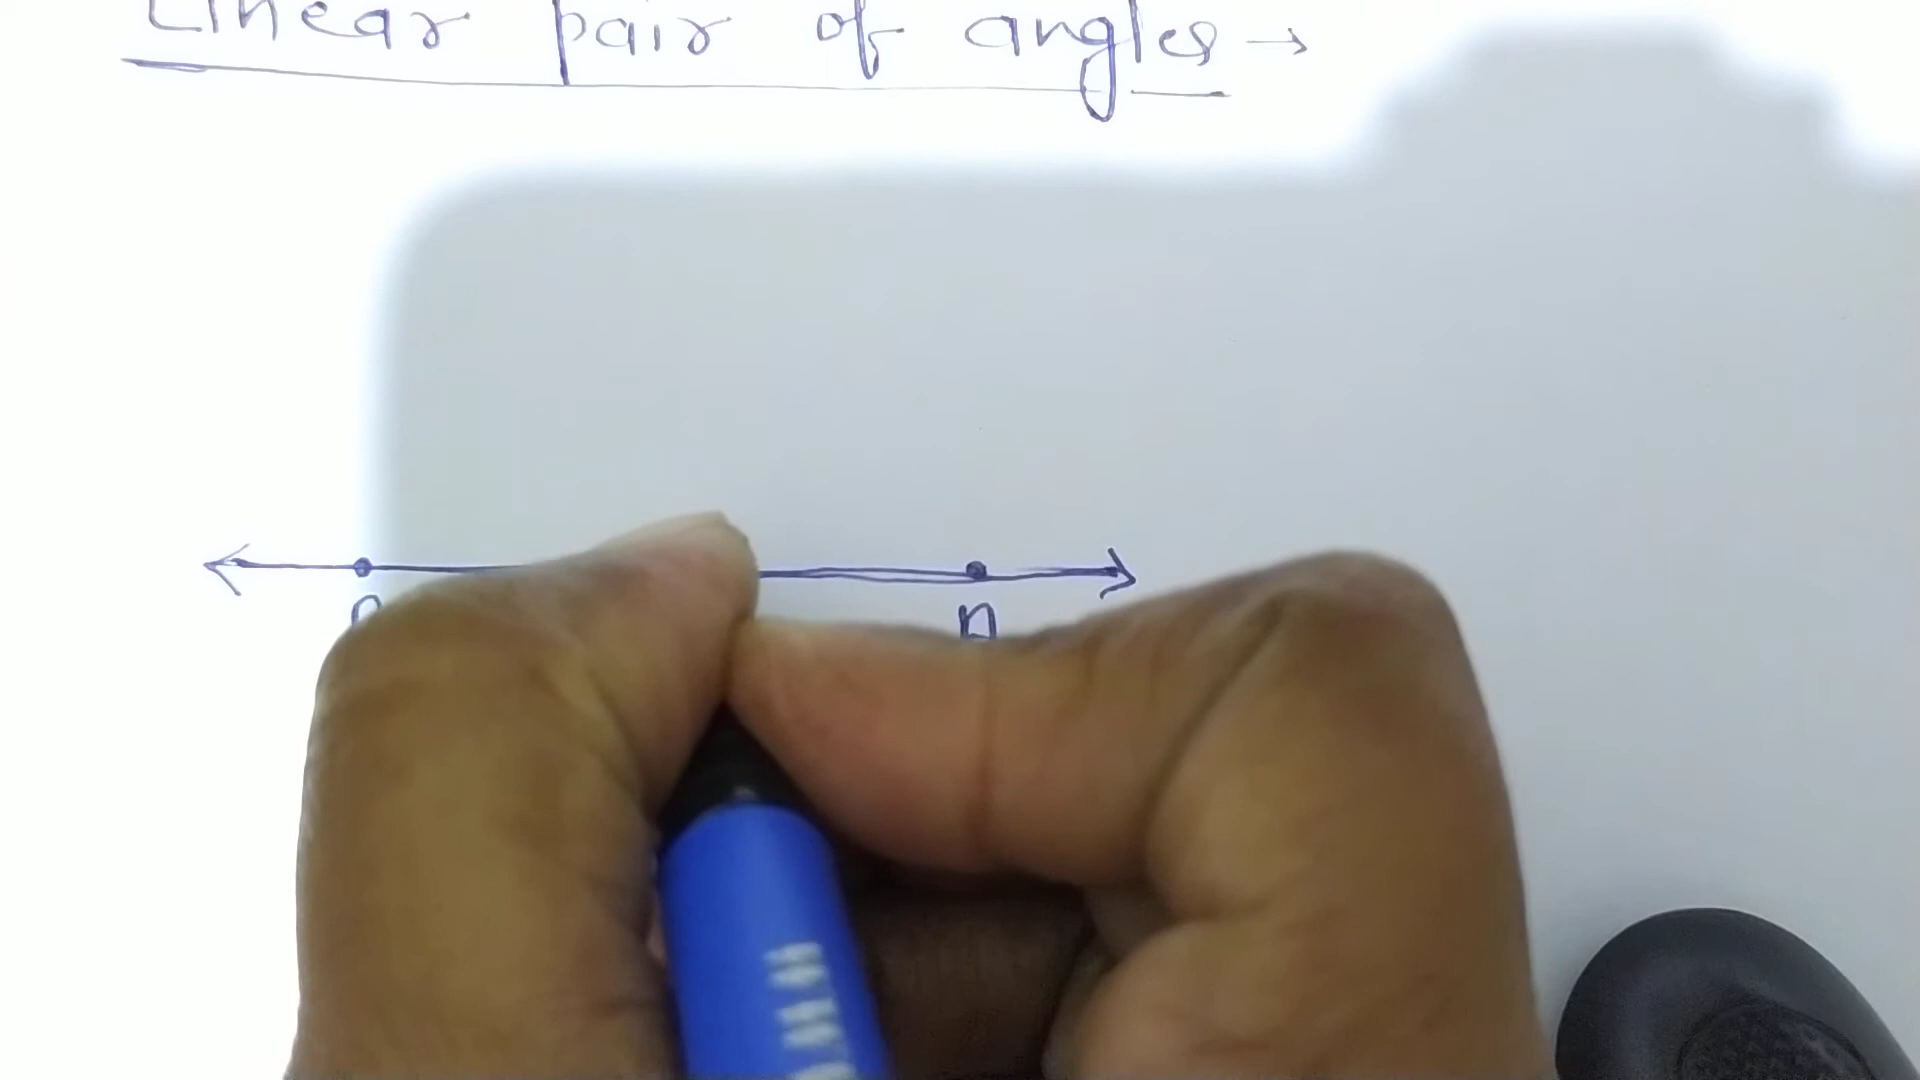 Linear pair of angles →